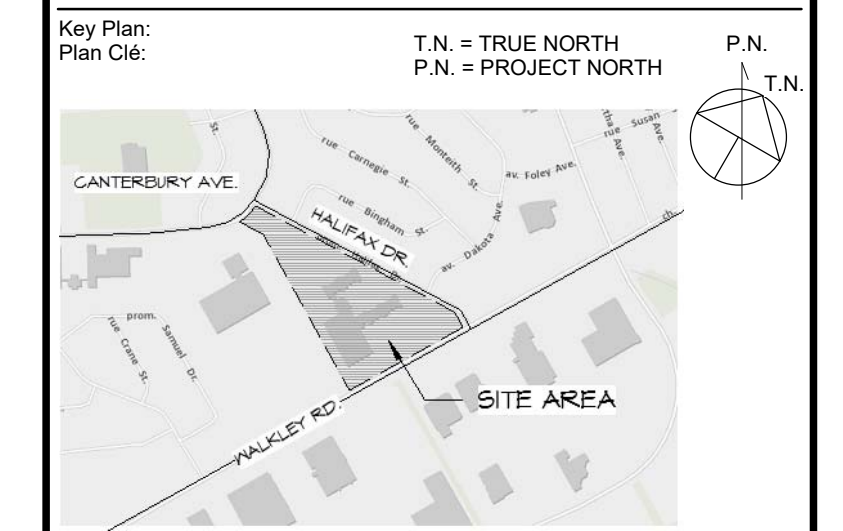 Key Plan:
Plan Clé:
T.N. = TRUE NORTH
P.N. = PROJECT NORTH
P.N.
T.N.
St.
CANTERBURY AVE.
rue Carnegie St.
rue Monteith St.
rue Susan Ave.
Ave.
av. Foley Ave.
rue Bingham St.
HALIFAX DR.
av. Dakota Ave.
ch.
prom. Samuel Dr.
rue Crane St.
SITE AREA
WALKLEY RD.